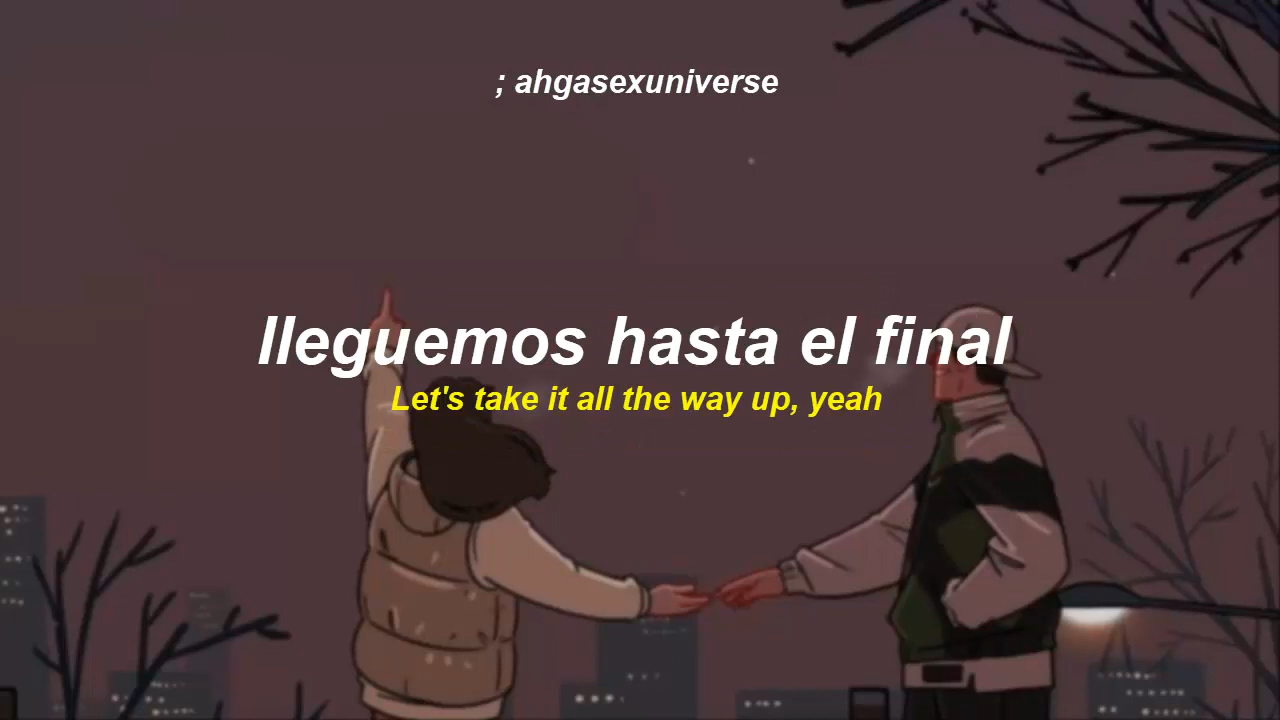 ; ahgasexuniverse
lleguemos hasta el final
Let's take it all the way up, yeah